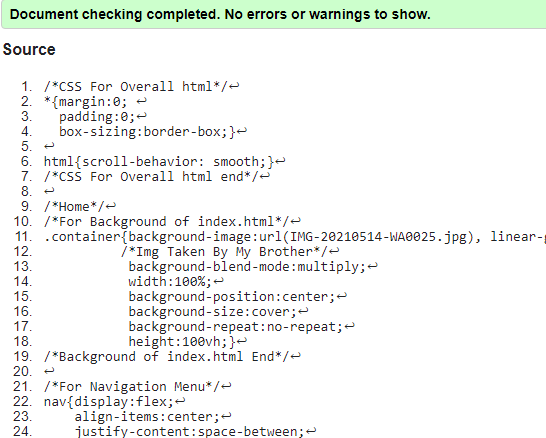 Document checking completed. No errors or warnings to show.
Source
1. /*CSS For Overall html*/↩
2. *{margin:0; ↩
3. padding:0;↩
4. box-sizing:border-box;}↩
5. ↩
6. html{scroll-behavior: smooth;}↩
7. /*CSS For Overall html end*/↩
8. ↩
9. /*Home*/↩
10. /*For Background of index.html*/↩
11. .container{background-image:url(IMG-20210514-WA0025.jpg), linear-
12. /*Img Taken By My Brother*/↩
13. background-blend-mode:multiply;↩
14. width:100%;↩
15. background-position:center;↩
16. background-size:cover;↩
17. background-repeat:no-repeat;↩
18. height:100vh;}↩
19. /*Background of index.html End*/↩
20. ↩
21. /*For Navigation Menu*/↩
22. nav{display:flex;↩
23. align-items:center;↩
24. justify-content:space-between;↩